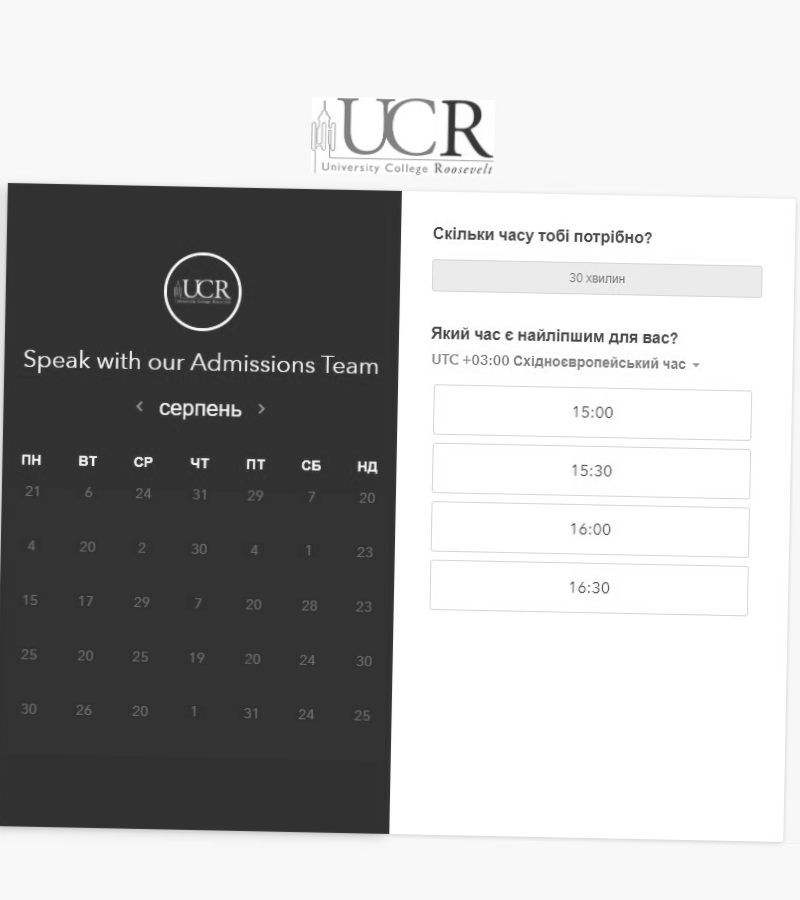 UCR
University College Roosevelt
UCR
Speak with our Admissions Team
серпень
ПН ВТ СР ЧТ ПТ СБ НД
21 6 24 31 29 7 20
4 20 2 30 4 1 23
15 17 29 7 20 28 23
25 20 25 19 20 24 30
30 26 20 1 31 24 25
Скільки часу тобі потрібно?
30 хвилин
Який час є найліпшим для вас?
UTC +03:00 Східноєвропейський час
15:00
15:30
16:00
16:30